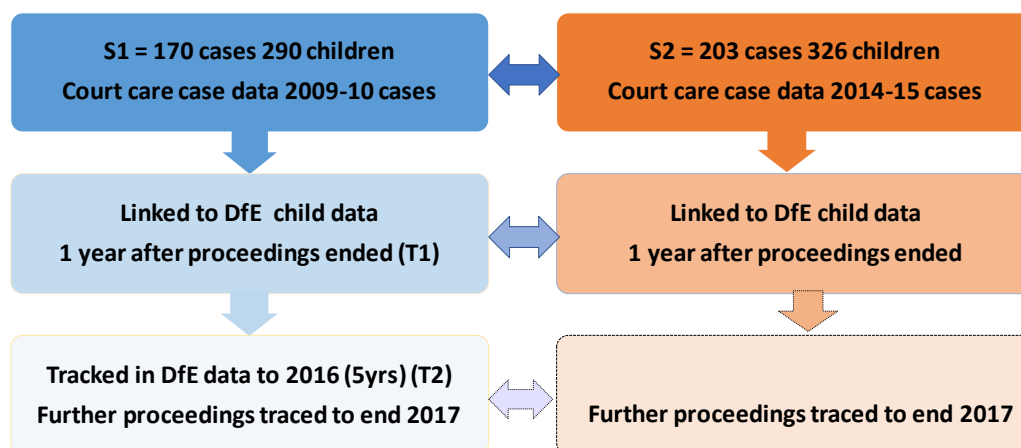 S1 = 170 cases 290 children
Court care case data 2009-10 cases
S2 = 203 cases 326 children
Court care case data 2014-15 cases
Linked to DfE child data
1 year after proceedings ended (T1)
Linked to DfE child data
1 year after proceedings ended
Tracked in DfE data to 2016 (5yrs) (T2)
Further proceedings traced to end 2017
Further proceedings traced to end 2017